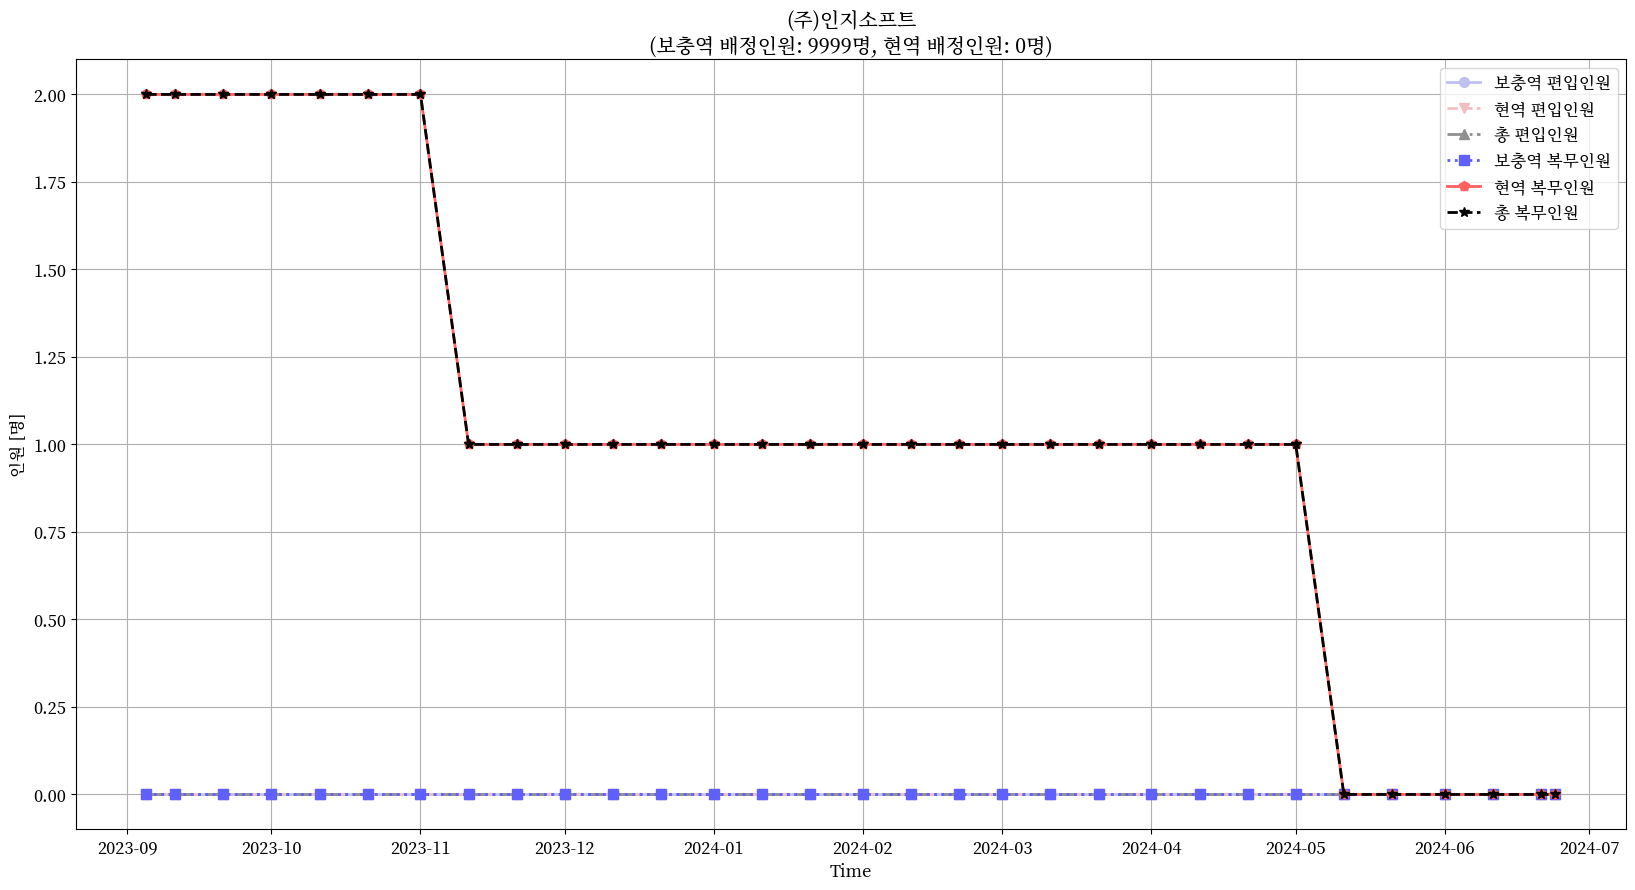 (주)인지소프트
(보충역 배정인원: 9999명, 현역 배정인원: 0명)
보충역 편입인원
현역 편입인원
총 편입인원
보충역 복무인원
현역 복무인원
총 복무인원
인원 [명]
2.00
1.75
1.50
1.25
1.00
0.75
0.50
0.25
0.00
2023-09
2023-10
2023-11
2023-12
2024-01
2024-02
2024-03
2024-04
2024-05
2024-06
2024-07
Time